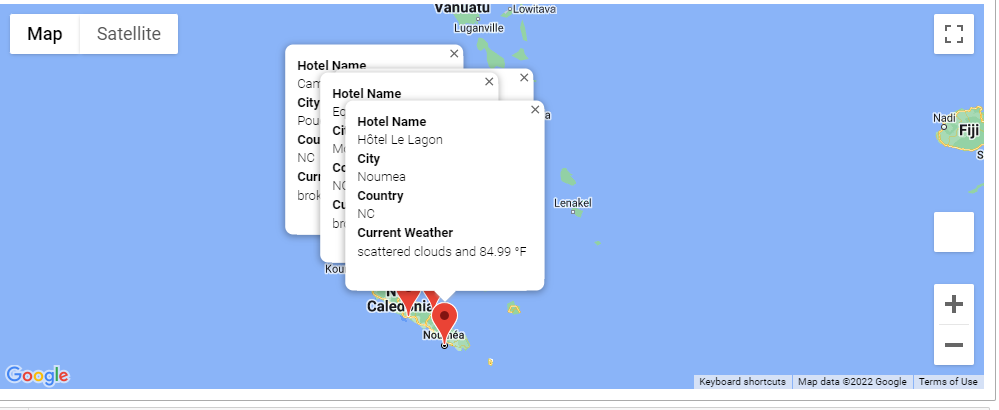 Map
Satellite
Vanuatu
Lowitava
Luganville
Hotel Name
Cam
City
Pou
Cou
NC
Curr
brok
Hotel Name
Ec
Cit
Mo
Co
NC
Cu
bro
Hotel Name
Hôtel Le Lagon
City
Noumea
Country
NC
Current Weather
scattered clouds and 84.99 °F
a
Nadi
Fiji
S
Lenakel
Kou
N
Caledonia
Nouméa
Google
Keyboard shortcuts
Map data ©2022 Google
Terms of Use